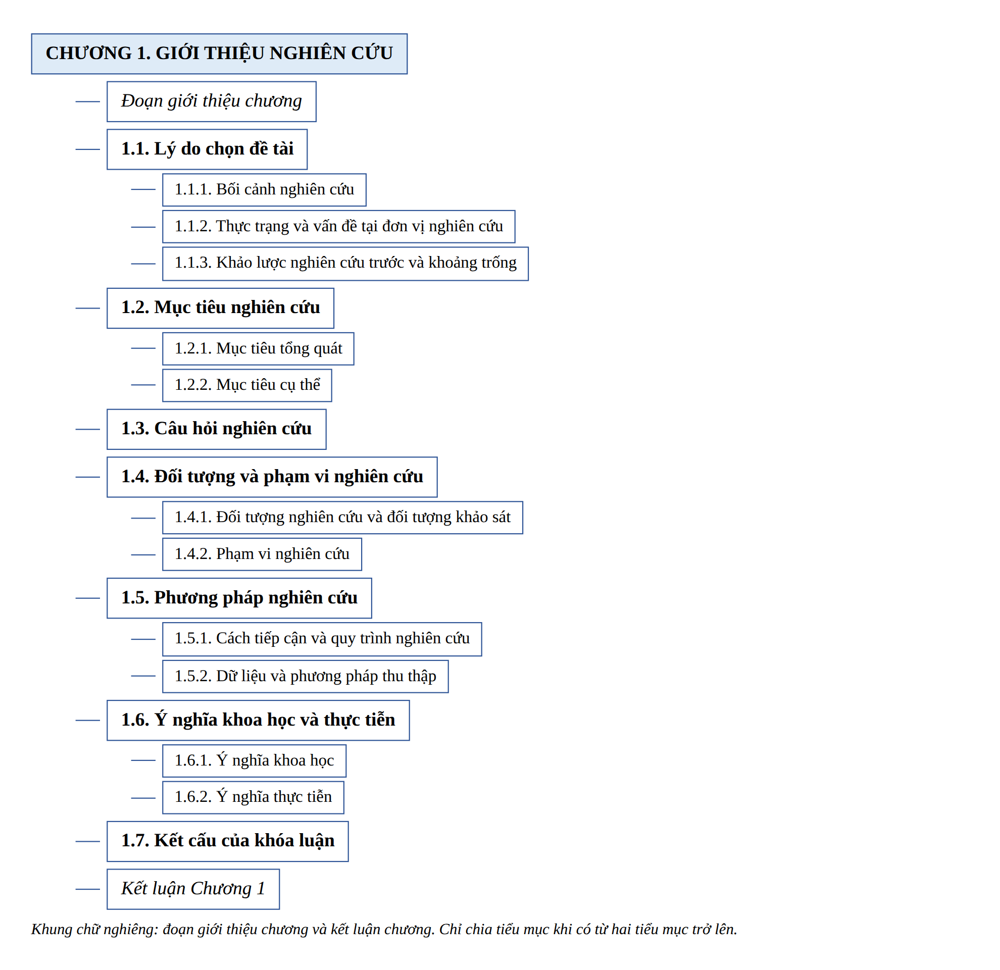 CHƯƠNG 1. GIỚI THIỆU NGHIÊN CỨU
Đoạn giới thiệu chương
1.1. Lý do chọn đề tài
1.1.1. Bối cảnh nghiên cứu
1.1.2. Thực trạng và vấn đề tại đơn vị nghiên cứu
1.1.3. Khảo lược nghiên cứu trước và khoảng trống
1.2. Mục tiêu nghiên cứu
1.2.1. Mục tiêu tổng quát
1.2.2. Mục tiêu cụ thể
1.3. Câu hỏi nghiên cứu
1.4. Đối tượng và phạm vi nghiên cứu
1.4.1. Đối tượng nghiên cứu và đối tượng khảo sát
1.4.2. Phạm vi nghiên cứu
1.5. Phương pháp nghiên cứu
1.5.1. Cách tiếp cận và quy trình nghiên cứu
1.5.2. Dữ liệu và phương pháp thu thập
1.6. Ý nghĩa khoa học và thực tiễn
1.6.1. Ý nghĩa khoa học
1.6.2. Ý nghĩa thực tiễn
1.7. Kết cấu của khóa luận
Kết luận Chương 1
Khung chữ nghiêng: đoạn giới thiệu chương và kết luận chương. Chỉ chia tiểu mục khi có từ hai tiểu mục trở lên.